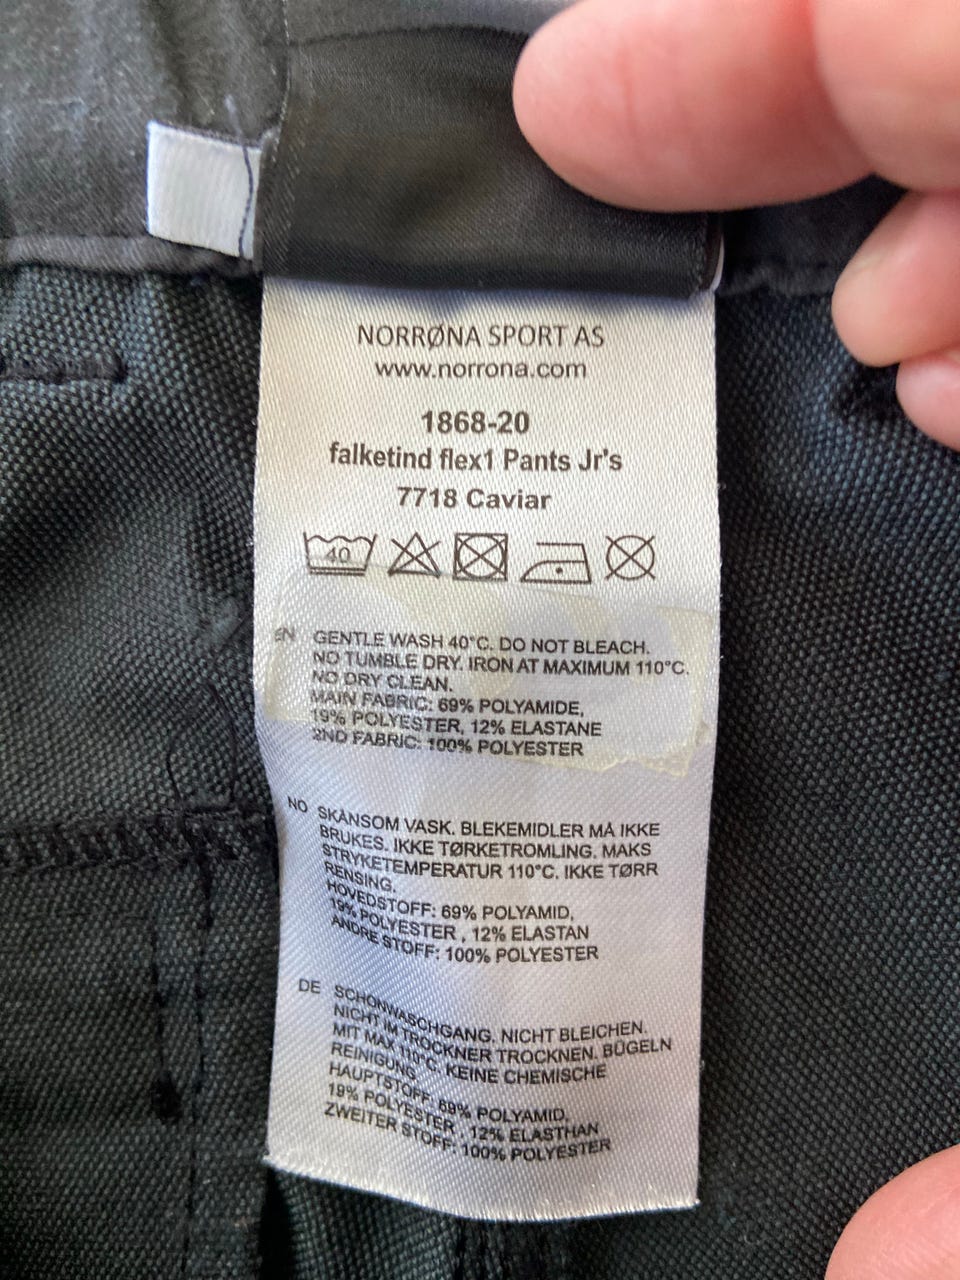 NORRØNA SPORT AS
www.norrona.com
1868-20
falketind flex1 Pants Jr's
7718 Caviar
40
EN GENTLE WASH 40°C. DO NOT BLEACH.
NO TUMBLE DRY. IRON AT MAXIMUM 110°C.
NO DRY CLEAN.
MAIN FABRIC: 69% POLYAMIDE,
19% POLYESTER, 12% ELASTANE
2ND FABRIC: 100% POLYESTER
NO SKÅNSOM VASK. BLEKEMIDLER MÅ IKKE
BRUKES. IKKE TØRKETROMLING. MAKS
STRYKETEMPERATUR 110°C. IKKE TØRR
RENSING.
HOVEDSTOFF: 69% POLYAMID,
19% POLYESTER , 12% ELASTAN
ANDRE STOFF: 100% POLYESTER
DE SCHONWASCHGANG. NICHT BLEICHEN.
NICHT IM TROCKNER TROCKNEN. BÜGELN
MIT MAX 110°C. KEINE CHEMISCHE
REINIGUNG
HAUPTSTOFF: 69% POLYAMID,
19% POLYESTER , 12% ELASTHAN
ZWEITER STOFF: 100% POLYESTER